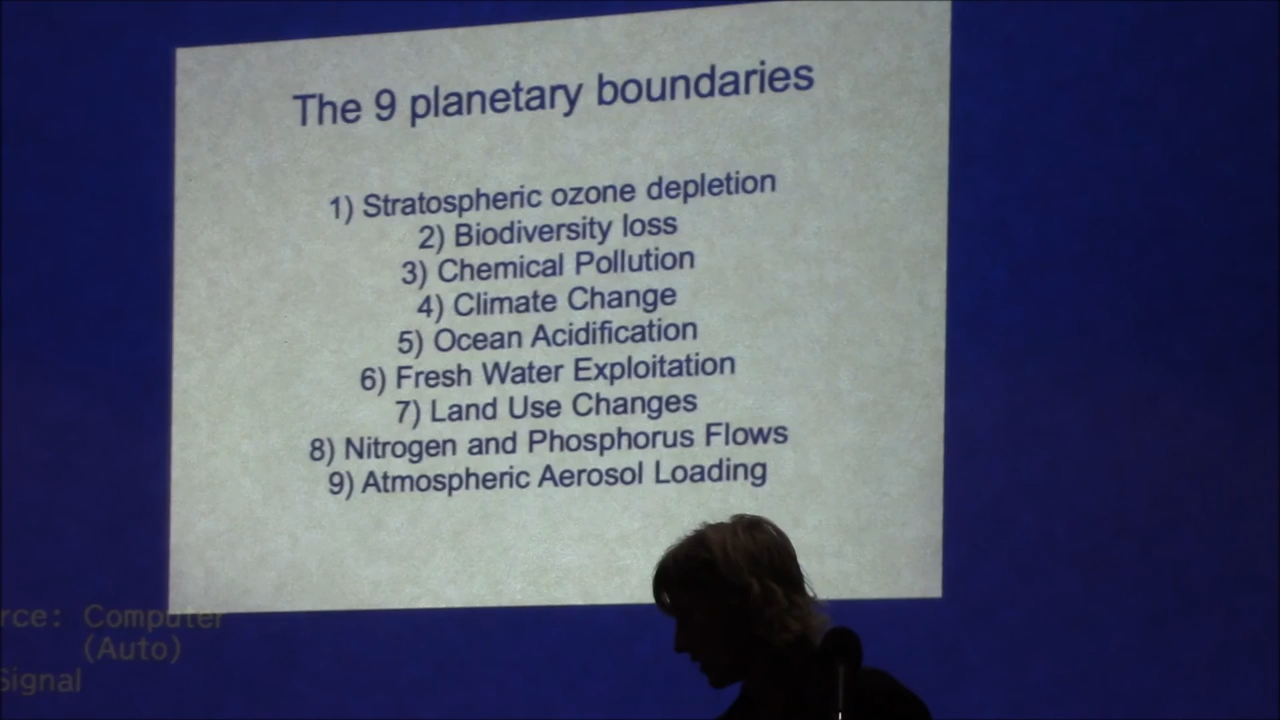 The 9 planetary boundaries
1) Stratospheric ozone depletion
2) Biodiversity loss
3) Chemical Pollution
4) Climate Change
5) Ocean Acidification
6) Fresh Water Exploitation
7) Land Use Changes
8) Nitrogen and Phosphorus Flows
9) Atmospheric Aerosol Loading
rce: Computer
(Auto)
Signal